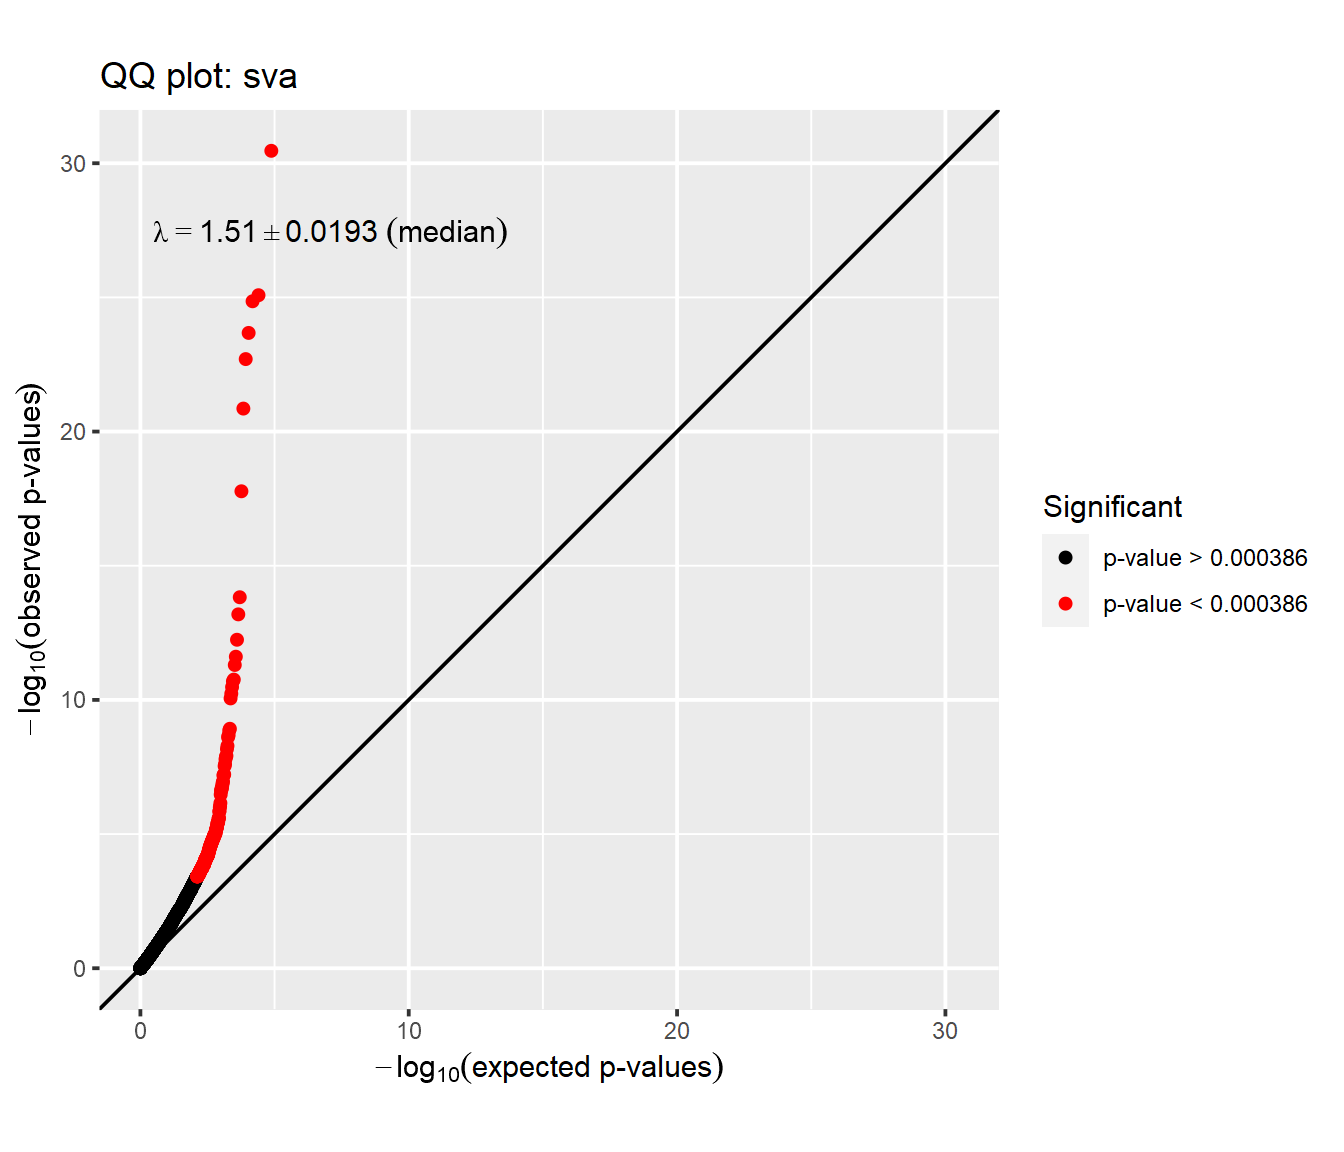 QQ plot: sva
30
20
10
0
λ = 1.51 ± 0.0193 (median)
−log₁₀(observed p-values)
0
10
20
30
−log₁₀(expected p-values)
Significant
p-value > 0.000386
p-value < 0.000386